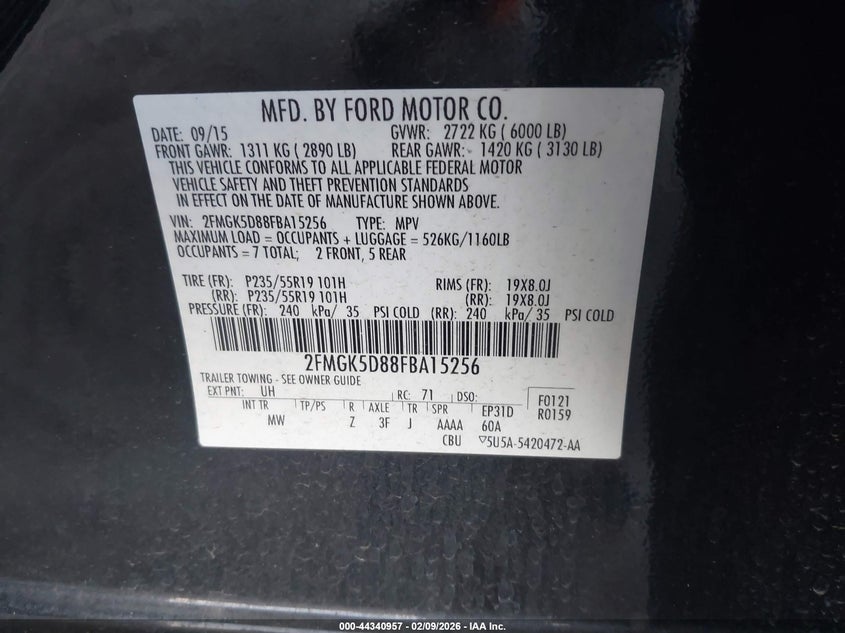 MFD. BY FORD MOTOR CO.
DATE: 09/15 GVWR: 2722 KG ( 6000 LB)
FRONT GAWR: 1311 KG ( 2890 LB) REAR GAWR: 1420 KG ( 3130 LB)
THIS VEHICLE CONFORMS TO ALL APPLICABLE FEDERAL MOTOR
VEHICLE SAFETY AND THEFT PREVENTION STANDARDS
IN EFFECT ON THE DATE OF MANUFACTURE SHOWN ABOVE.
VIN: 2FMGK5D88FBA15256 TYPE: MPV
MAXIMUM LOAD = OCCUPANTS + LUGGAGE = 526KG/1160LB
OCCUPANTS = 7 TOTAL; 2 FRONT, 5 REAR
TIRE (FR): P235/55R19 101H RIMS (FR): 19X8.0J
(RR): P235/55R19 101H (RR): 19X8.0J
PRESSURE (FR): 240 kPa/ 35 PSI COLD (RR): 240 kPa/ 35 PSI COLD
2FMGK5D88FBA15256
TRAILER TOWING - SEE OWNER GUIDE
EXT PNT: UH RC: 71 DSO: F0121
INT TR TP/PS R AXLE TR SPR EP31D R0159
MW Z 3F J AAAA 60A
CBU ▽5U5A-5420472-AA
000-44340957 - 02/09/2026 - IAA Inc.